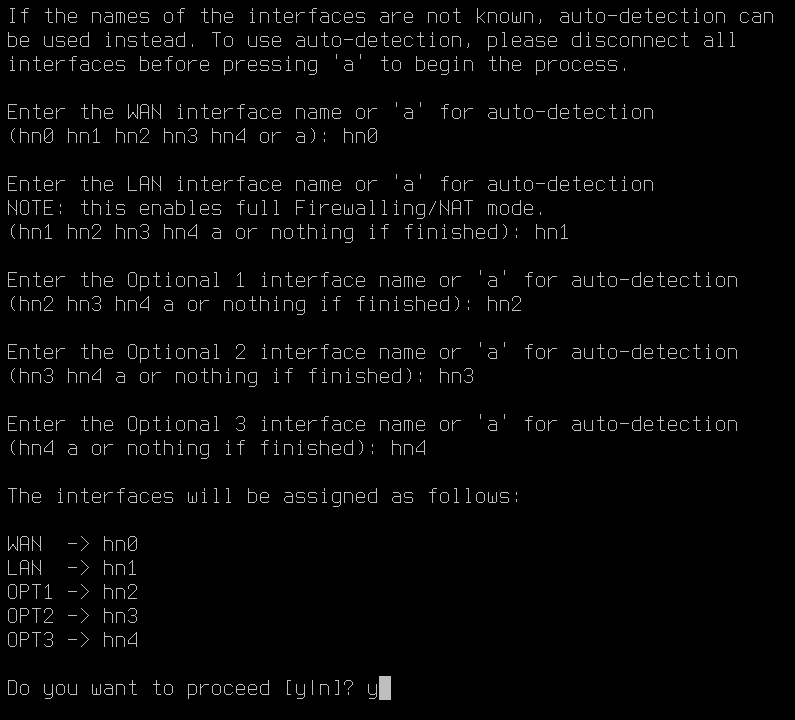 If the names of the interfaces are not known, auto-detection can
be used instead. To use auto-detection, please disconnect all
interfaces before pressing 'a' to begin the process.
Enter the WAN interface name or 'a' for auto-detection
(hn0 hn1 hn2 hn3 hn4 or a): hn0
Enter the LAN interface name or 'a' for auto-detection
NOTE: this enables full Firewalling/NAT mode.
(hn1 hn2 hn3 hn4 a or nothing if finished): hn1
Enter the Optional 1 interface name or 'a' for auto-detection
(hn2 hn3 hn4 a or nothing if finished): hn2
Enter the Optional 2 interface name or 'a' for auto-detection
(hn3 hn4 a or nothing if finished): hn3
Enter the Optional 3 interface name or 'a' for auto-detection
(hn4 a or nothing if finished): hn4
The interfaces will be assigned as follows:
WAN  -> hn0
LAN  -> hn1
OPT1 -> hn2
OPT2 -> hn3
OPT3 -> hn4
Do you want to proceed [y|n]? y